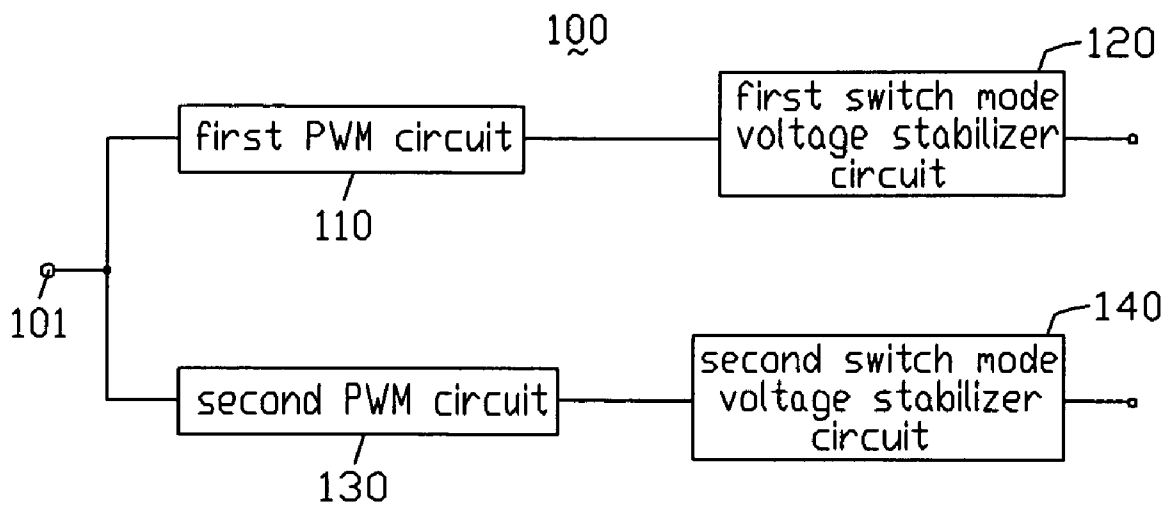 100
120
first switch mode
voltage stabilizer
circuit
first PWM circuit
110
101
140
second switch mode
voltage stabilizer
circuit
second PWM circuit
130